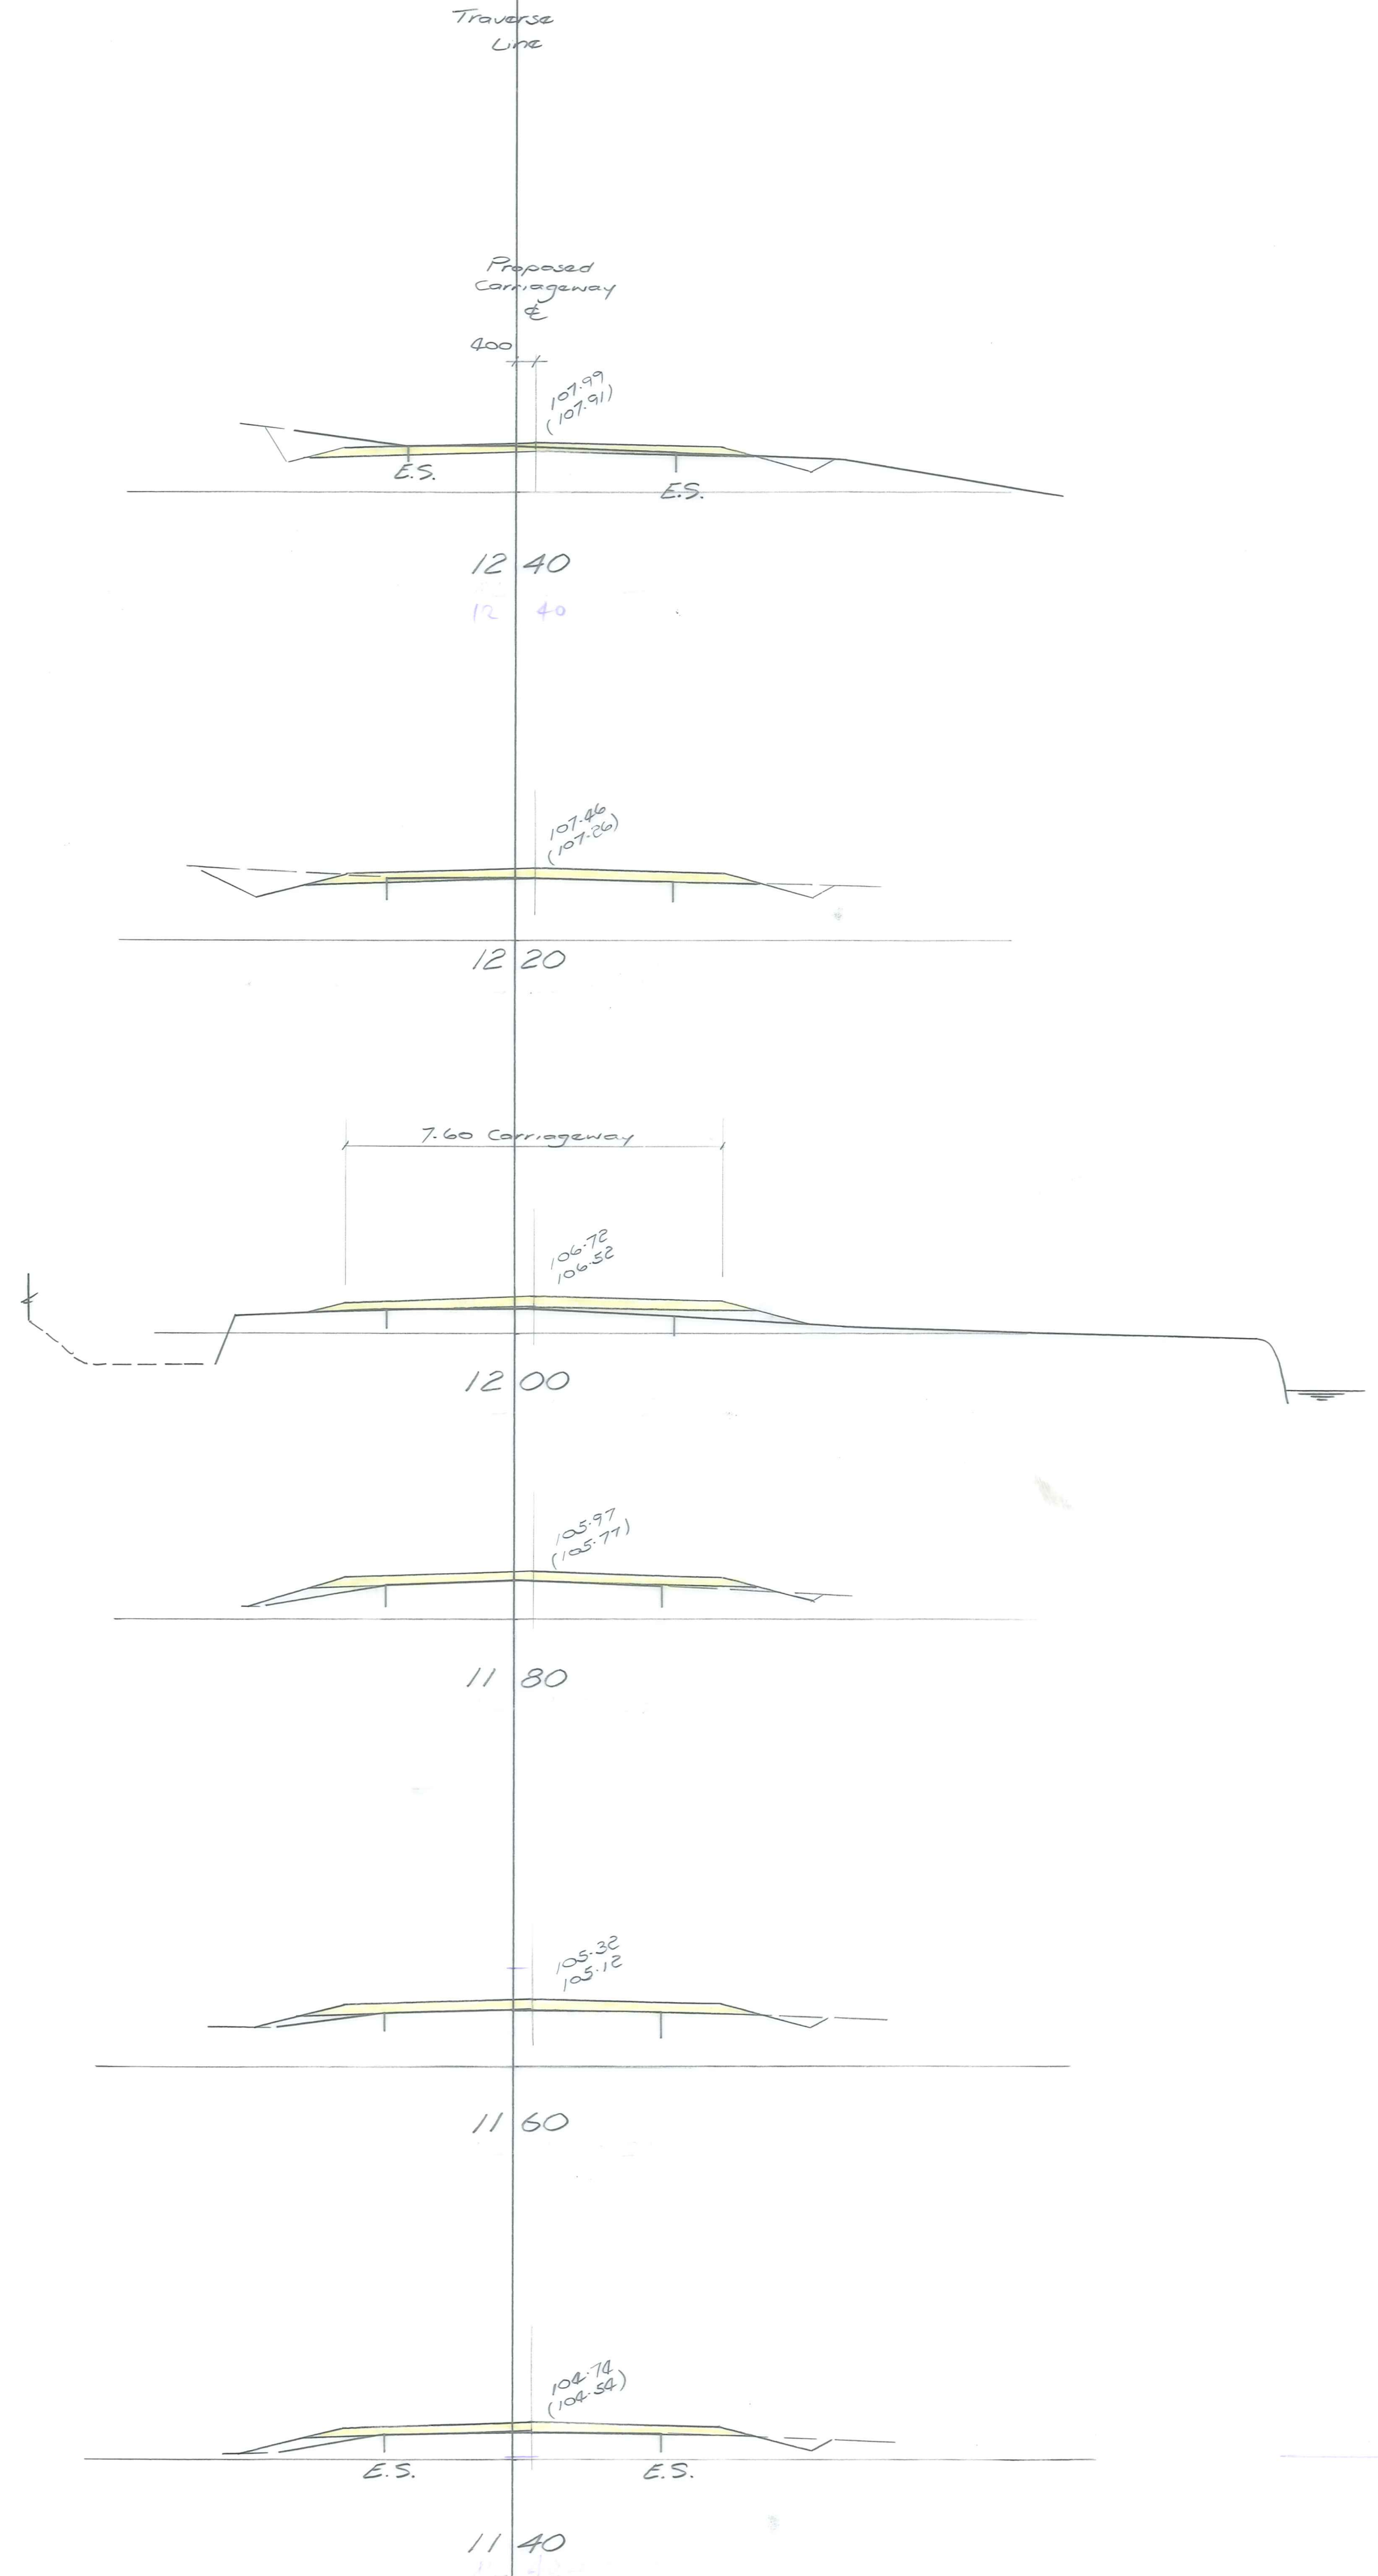 Traverse
Line
Proposed
Carriageway
℄
400
107.99
(107.91)
E.S.
E.S.
12 40
12 40
107.46
(107.26)
12 20
7.60 Carriageway
106.72
106.52
12 00
105.97
(105.77)
11 80
105.32
105.12
11 60
104.74
(104.54)
E.S.
E.S.
11 40